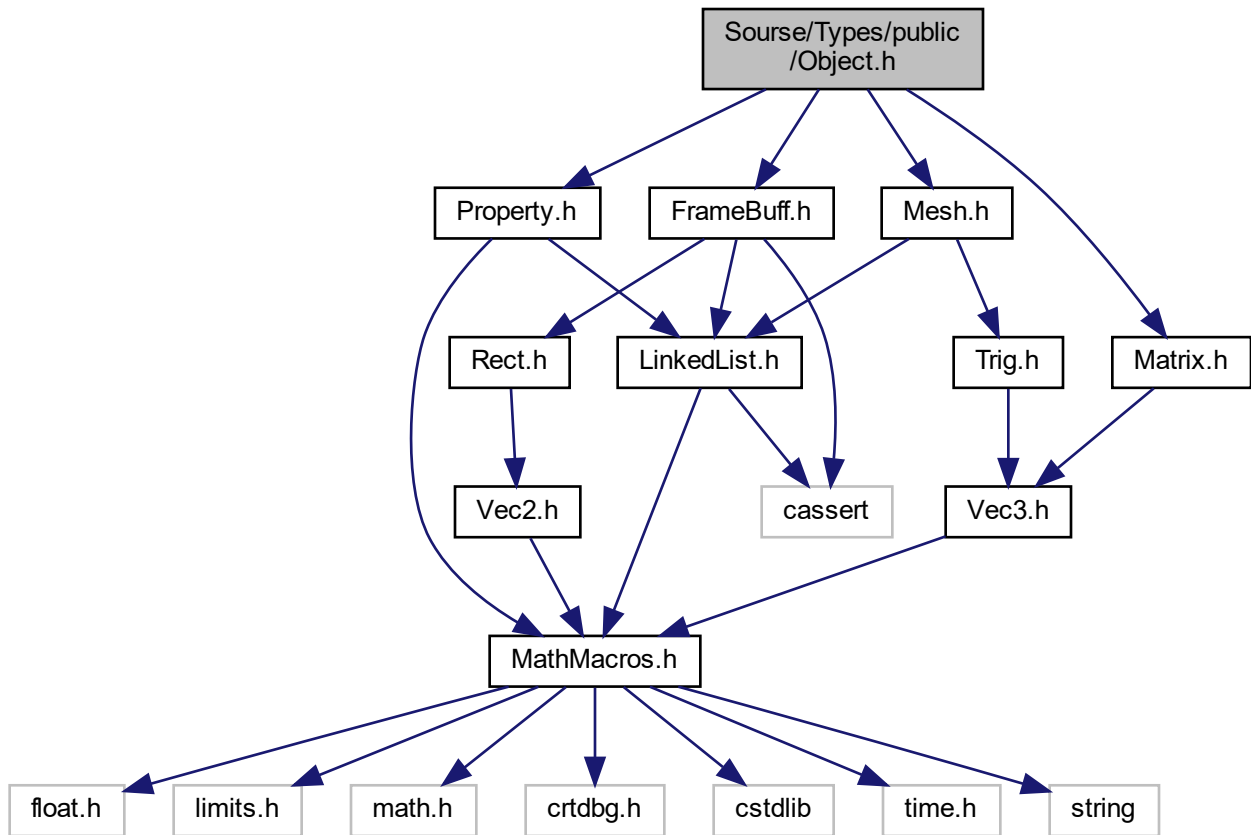 Sourse/Types/public
/Object.h
Property.h
FrameBuff.h
Mesh.h
Rect.h
LinkedList.h
Trig.h
Matrix.h
Vec2.h
cassert
Vec3.h
MathMacros.h
float.h
limits.h
math.h
crtdbg.h
cstdlib
time.h
string